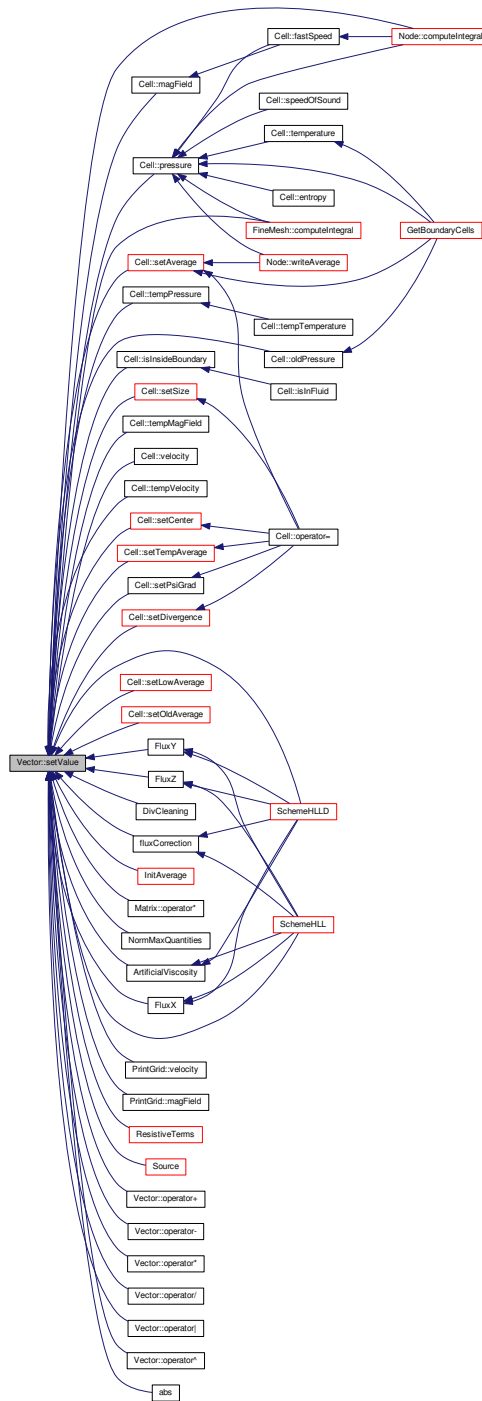 Cell::fastSpeed
Node::computeIntegral
Cell::magField
Cell::speedOfSound
Cell::temperature
Cell::pressure
Cell::entropy
FineMesh::computeIntegral
GetBoundaryCells
Cell::setAverage
Node::writeAverage
Cell::tempPressure
Cell::tempTemperature
Cell::isInsideBoundary
Cell::oldPressure
Cell::setSize
Cell::isInFluid
Cell::tempMagField
Cell::velocity
Cell::tempVelocity
Cell::setCenter
Cell::operator=
Cell::setTempAverage
Cell::setPsiGrad
Cell::setDivergence
Cell::setLowAverage
Cell::setOldAverage
Vector::setValue
FluxY
FluxZ
DivCleaning
SchemeHLLD
fluxCorrection
InitAverage
Matrix::operator*
SchemeHLL
NormMaxQuantities
ArtificialViscosity
FluxX
PrintGrid::velocity
PrintGrid::magField
ResistiveTerms
Source
Vector::operator+
Vector::operator-
Vector::operator*
Vector::operator/
Vector::operator|
Vector::operator^
abs